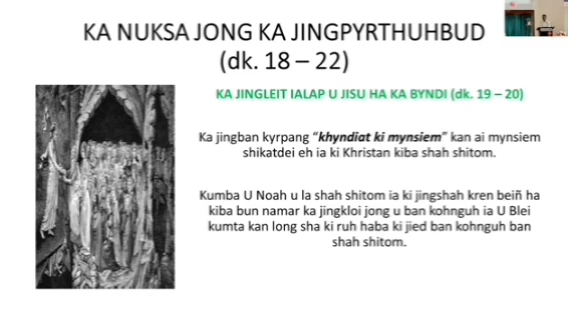 KA NUKSA JONG KA JINGPYRTHUHBUD
(dk. 18 – 22)
KA JINGLEIT IALAP U JISU HA KA BYNDI (dk. 19 – 20)
Ka jingban kyrpang “khyndiat ki mynsiem” kan ai mynsiem
shikatdei eh ia ki Khristan kiba shah shitom.
Kumba U Noah u la shah shitom ia ki jingshah kren beiñ ha
kiba bun namar ka jingkloi jong u ban kohnguh ia U Blei
kumta kan long sha ki ruh haba ki jied ban kohnguh ban
shah shitom.